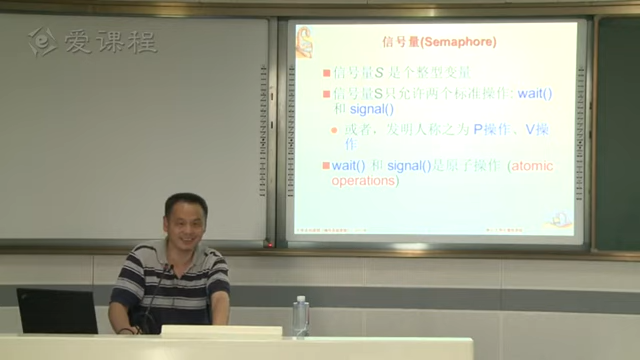 爱课程
信号量(Semaphore)
信号量S 是个整型变量
信号量S只允许两个标准操作: wait()
和 signal()
或者，发明人称之为 P操作、V操
作
wait() 和 signal()是原子操作 (atomic
operations)